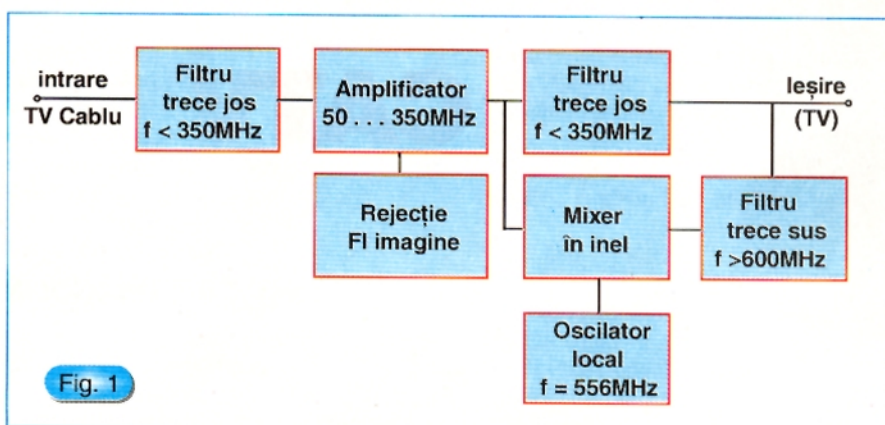 intrare
TV Cablu
Filtru
trece jos
f < 350MHz
Amplificator
50 . . . 350MHz
Filtru
trece jos
f < 350MHz
Ieșire
(TV)
Rejecție
FI imagine
Mixer
în inel
Filtru
trece sus
f >600MHz
Oscilator
local
f = 556MHz
Fig. 1